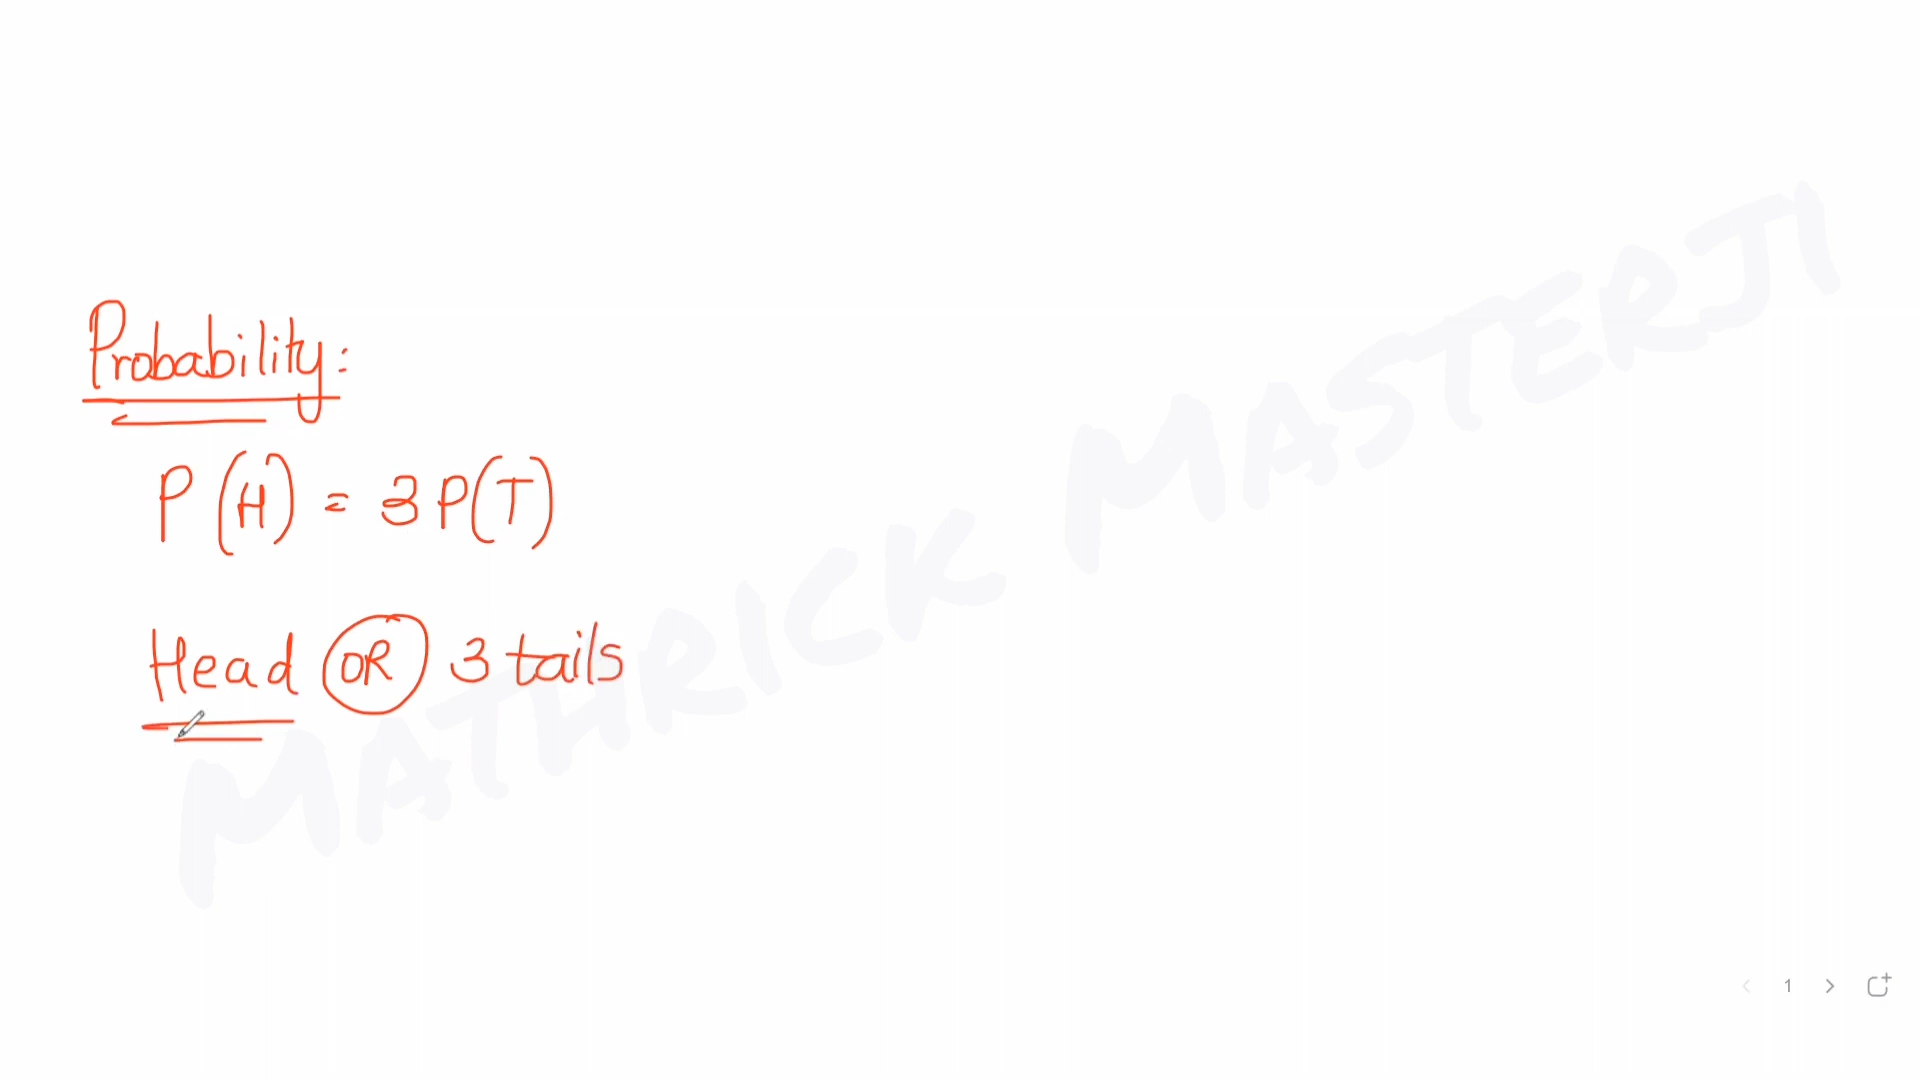 Probability:
P(H) = 3P(T)
Head OR 3 tails
MATHRICK MASTERJI
1